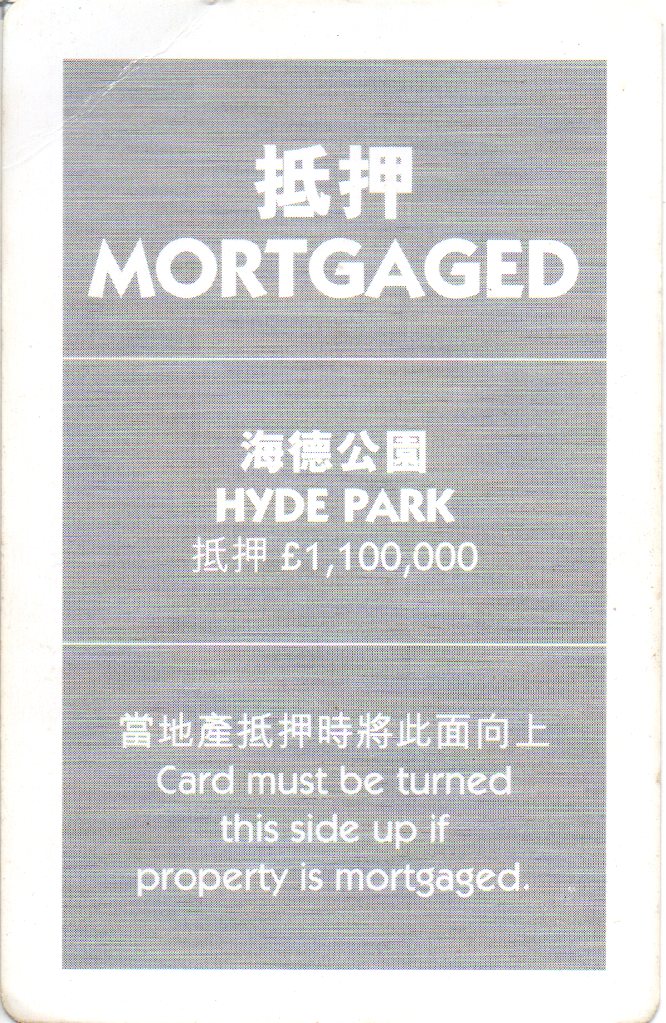 抵押
MORTGAGED
海德公園
HYDE PARK
抵押 £1,100,000
當地產抵押時將此面向上
Card must be turned
this side up if
property is mortgaged.